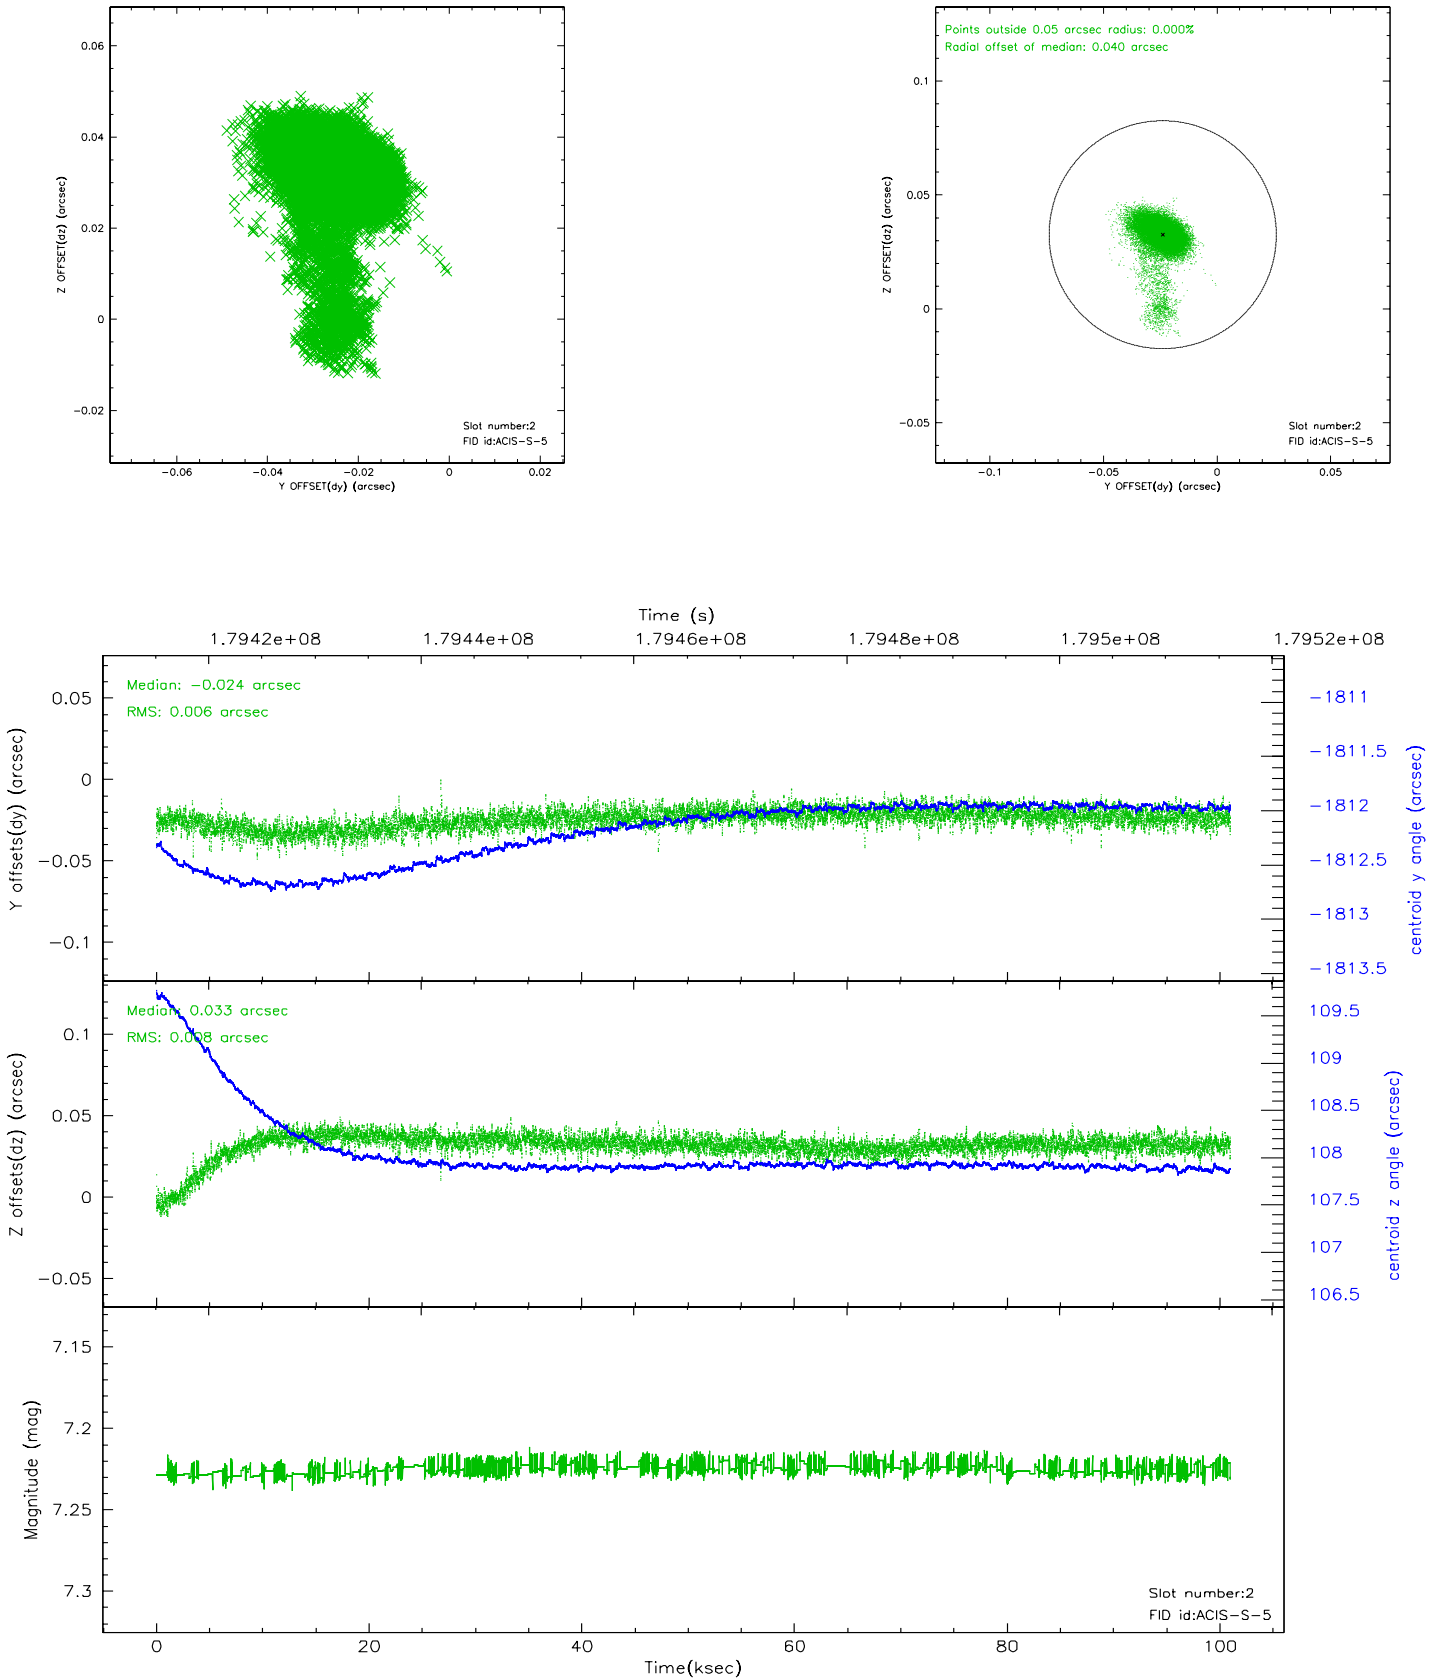 0.06
0.04
0.02
0
−0.02
Z OFFSET(dz) (arcsec)
Slot number:2
FID id:ACIS−S−5
−0.06 −0.04 −0.02 0 0.02
Y OFFSET(dy) (arcsec)
Points outside 0.05 arcsec radius: 0.000%
Radial offset of median: 0.040 arcsec
0.1
0.05
0
−0.05
Z OFFSET(dz) (arcsec)
Slot number:2
FID id:ACIS−S−5
−0.1 −0.05 0 0.05
Y OFFSET(dy) (arcsec)
Time (s)
1.7942e+08 1.7944e+08 1.7946e+08 1.7948e+08 1.795e+08 1.7952e+08
Median: −0.024 arcsec
RMS: 0.006 arcsec
0.05
0
−0.05
−0.1
Y offsets(dy) (arcsec)
−1811
−1811.5
−1812
−1812.5
−1813
−1813.5
centroid y angle (arcsec)
Median: 0.033 arcsec
RMS: 0.008 arcsec
0.1
0.05
0
−0.05
Z offsets(dz) (arcsec)
109.5
109
108.5
108
107.5
107
106.5
centroid z angle (arcsec)
7.15
7.2
7.25
7.3
Magnitude (mag)
Slot number:2
FID id:ACIS−S−5
0 20 40 60 80 100
Time(ksec)